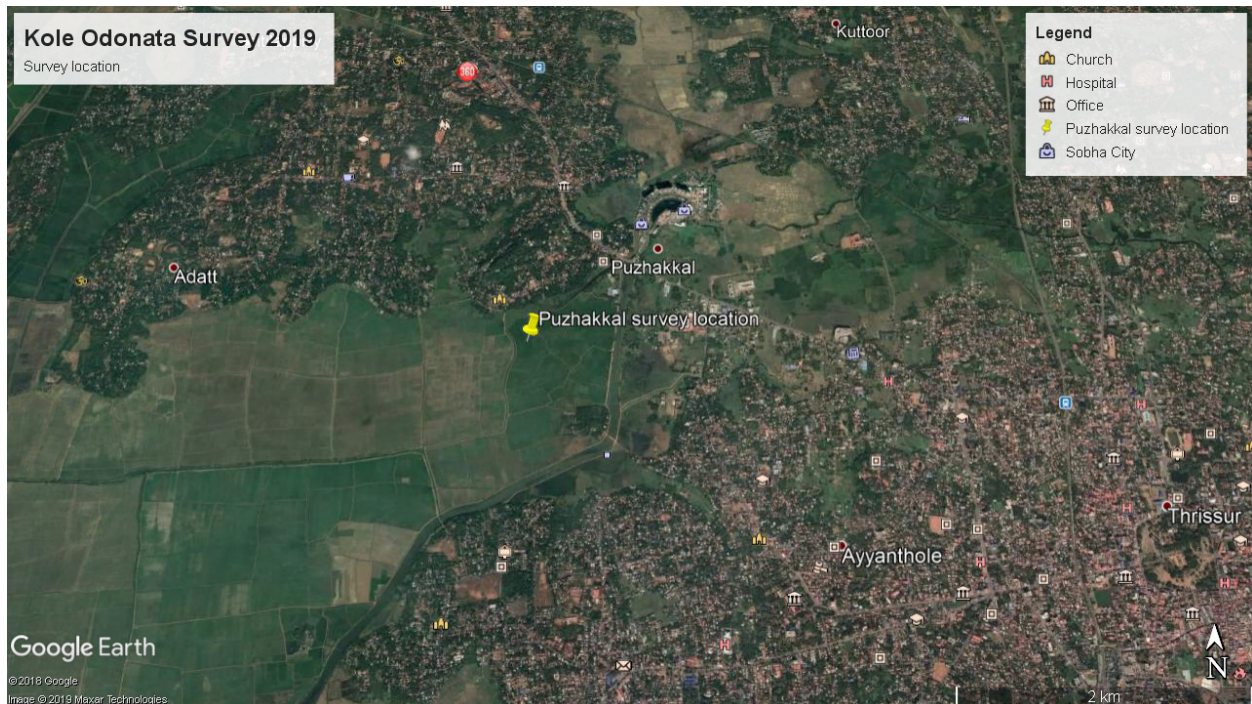 Kole Odonata Survey 2019
Survey location
Legend
Church
Hospital
Office
Puzhakkal survey location
Sobha City
Kuttoor
360
Adatt
Puzhakkal
Puzhakkal survey location
Thrissur
Ayyanthole
Google Earth
©2018 Google
Image © 2019 Maxar Technologies
N
2 km